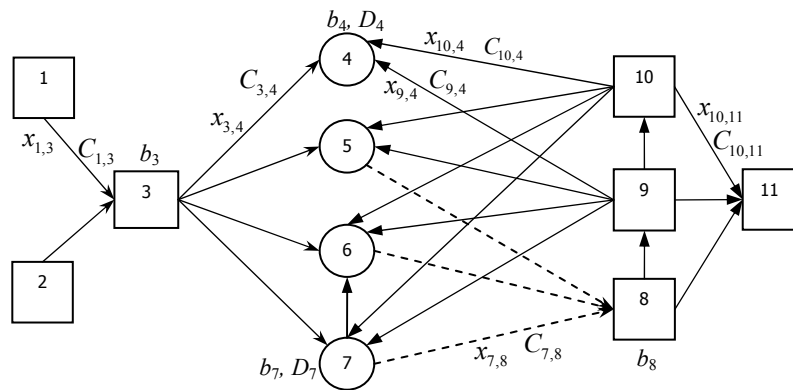 b₄, D₄
4
x₁₀,₄
C₁₀,₄
10
1
C₃,₄
x₉,₄
C₉,₄
x₃,₄
x₁₀,₁₁
C₁₀,₁₁
x₁,₃
C₁,₃
b₃
5
3
9
11
6
2
8
b₇, D₇
7
x₇,₈
C₇,₈
b₈